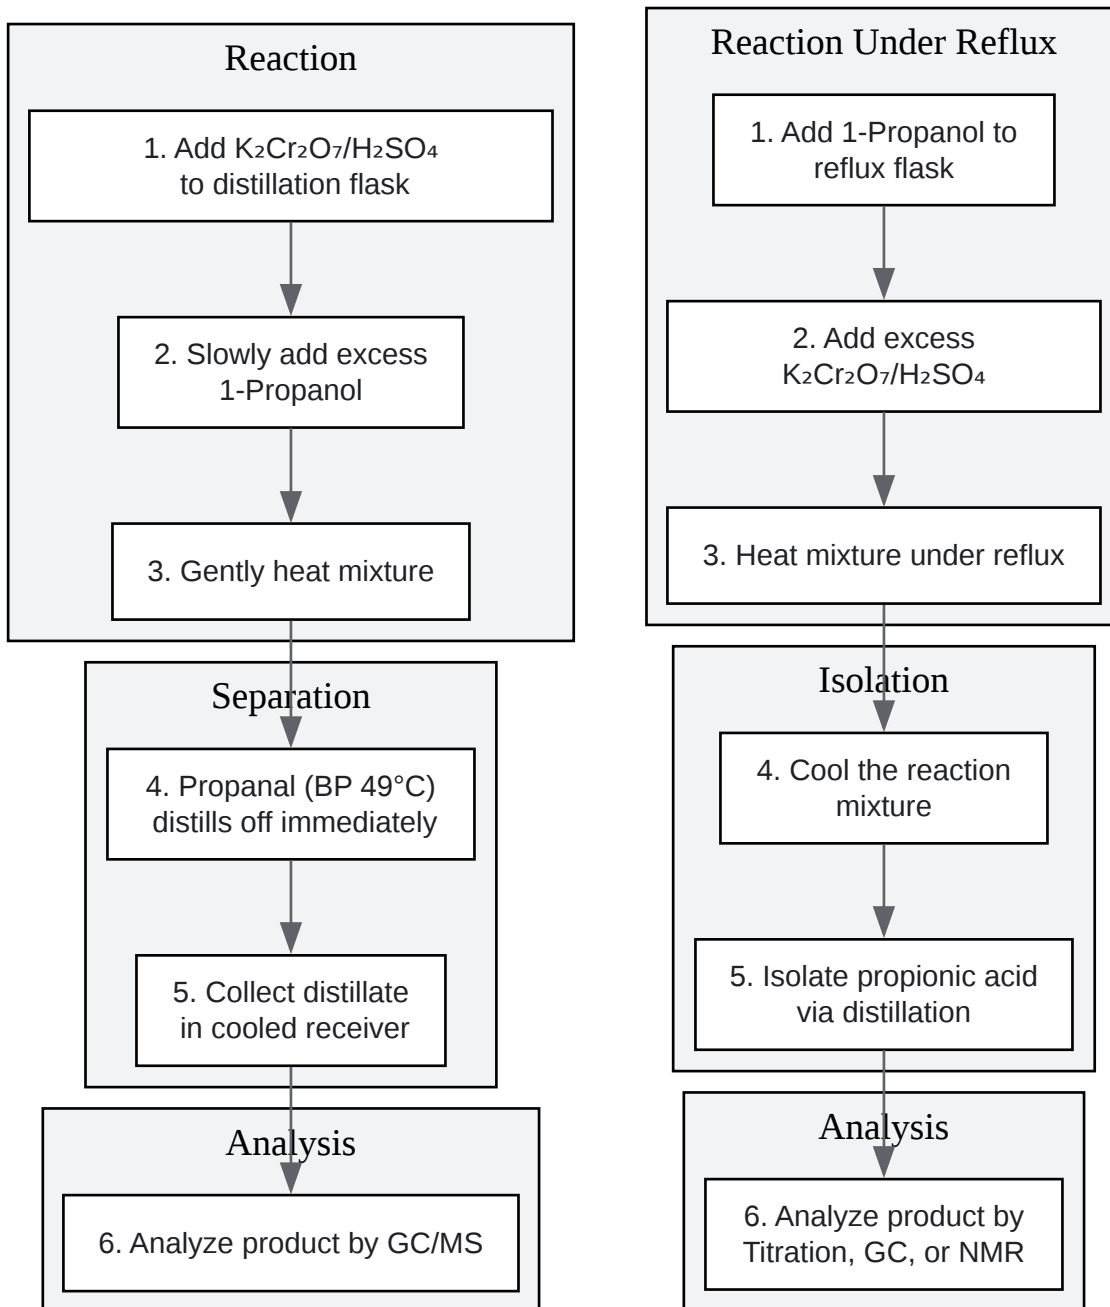 Reaction
1. Add K₂Cr₂O₇/H₂SO₄
to distillation flask
2. Slowly add excess
1-Propanol
3. Gently heat mixture
Separation
4. Propanal (BP 49°C)
distills off immediately
5. Collect distillate
in cooled receiver
Analysis
6. Analyze product by GC/MS
Reaction Under Reflux
1. Add 1-Propanol to
reflux flask
2. Add excess
K₂Cr₂O₇/H₂SO₄
3. Heat mixture under reflux
Isolation
4. Cool the reaction
mixture
5. Isolate propionic acid
via distillation
Analysis
6. Analyze product by
Titration, GC, or NMR